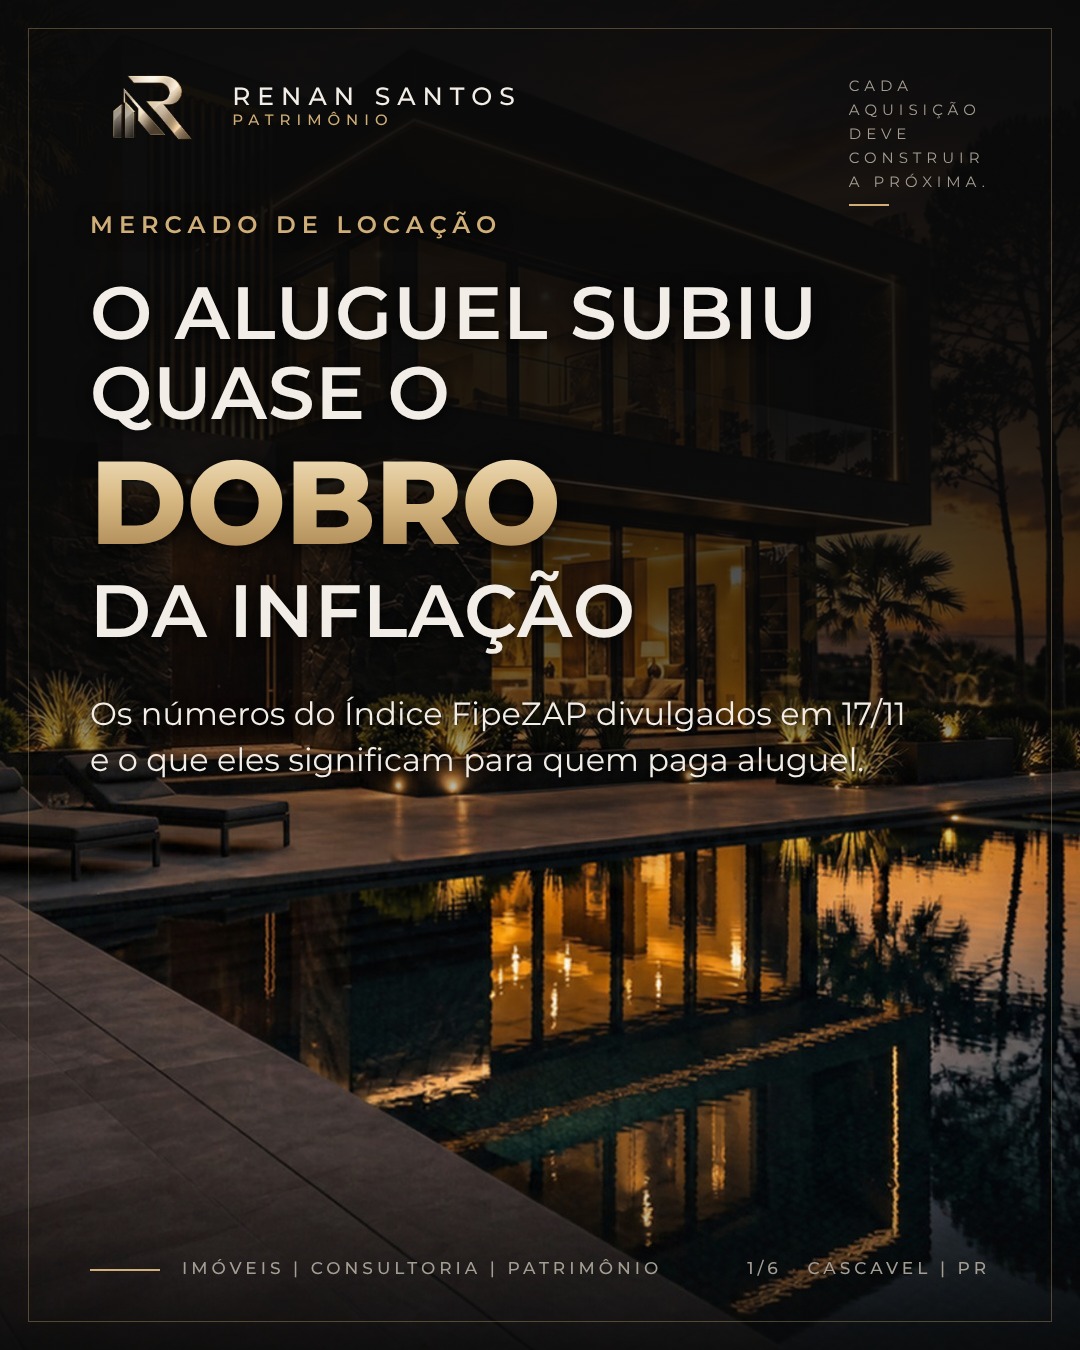 RENAN SANTOS
PATRIMÔNIO
CADA
AQUISIÇÃO
DEVE
CONSTRUIR
A PRÓXIMA.
MERCADO DE LOCAÇÃO
O ALUGUEL SUBIU
QUASE O
DOBRO
DA INFLAÇÃO
Os números do Índice FipeZAP divulgados em 17/11
e o que eles significam para quem paga aluguel.
IMÓVEIS | CONSULTORIA | PATRIMÔNIO
1/6 CASCAVEL | PR